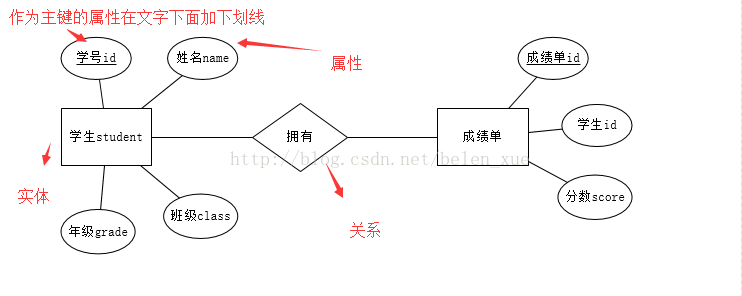 作为主键的属性在文字下面加下划线
学号id
姓名name
成绩单id
属性
学生student
拥有
成绩单
学生id
http://blog.csdn.net/belen_xue
实体
分数score
班级class
年级grade
关系